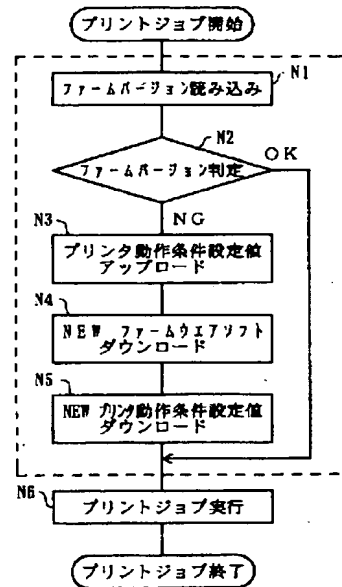 プリントジョブ開始
N1
ファームバージョン読み込み
N2
ファームバージョン判定
OK
NG
N3
プリンタ動作条件設定値
アップロード
N4
NEW ファームウエアソフト
ダウンロード
N5
NEW プリンタ動作条件設定値
ダウンロード
N6
プリントジョブ実行
プリントジョブ終了